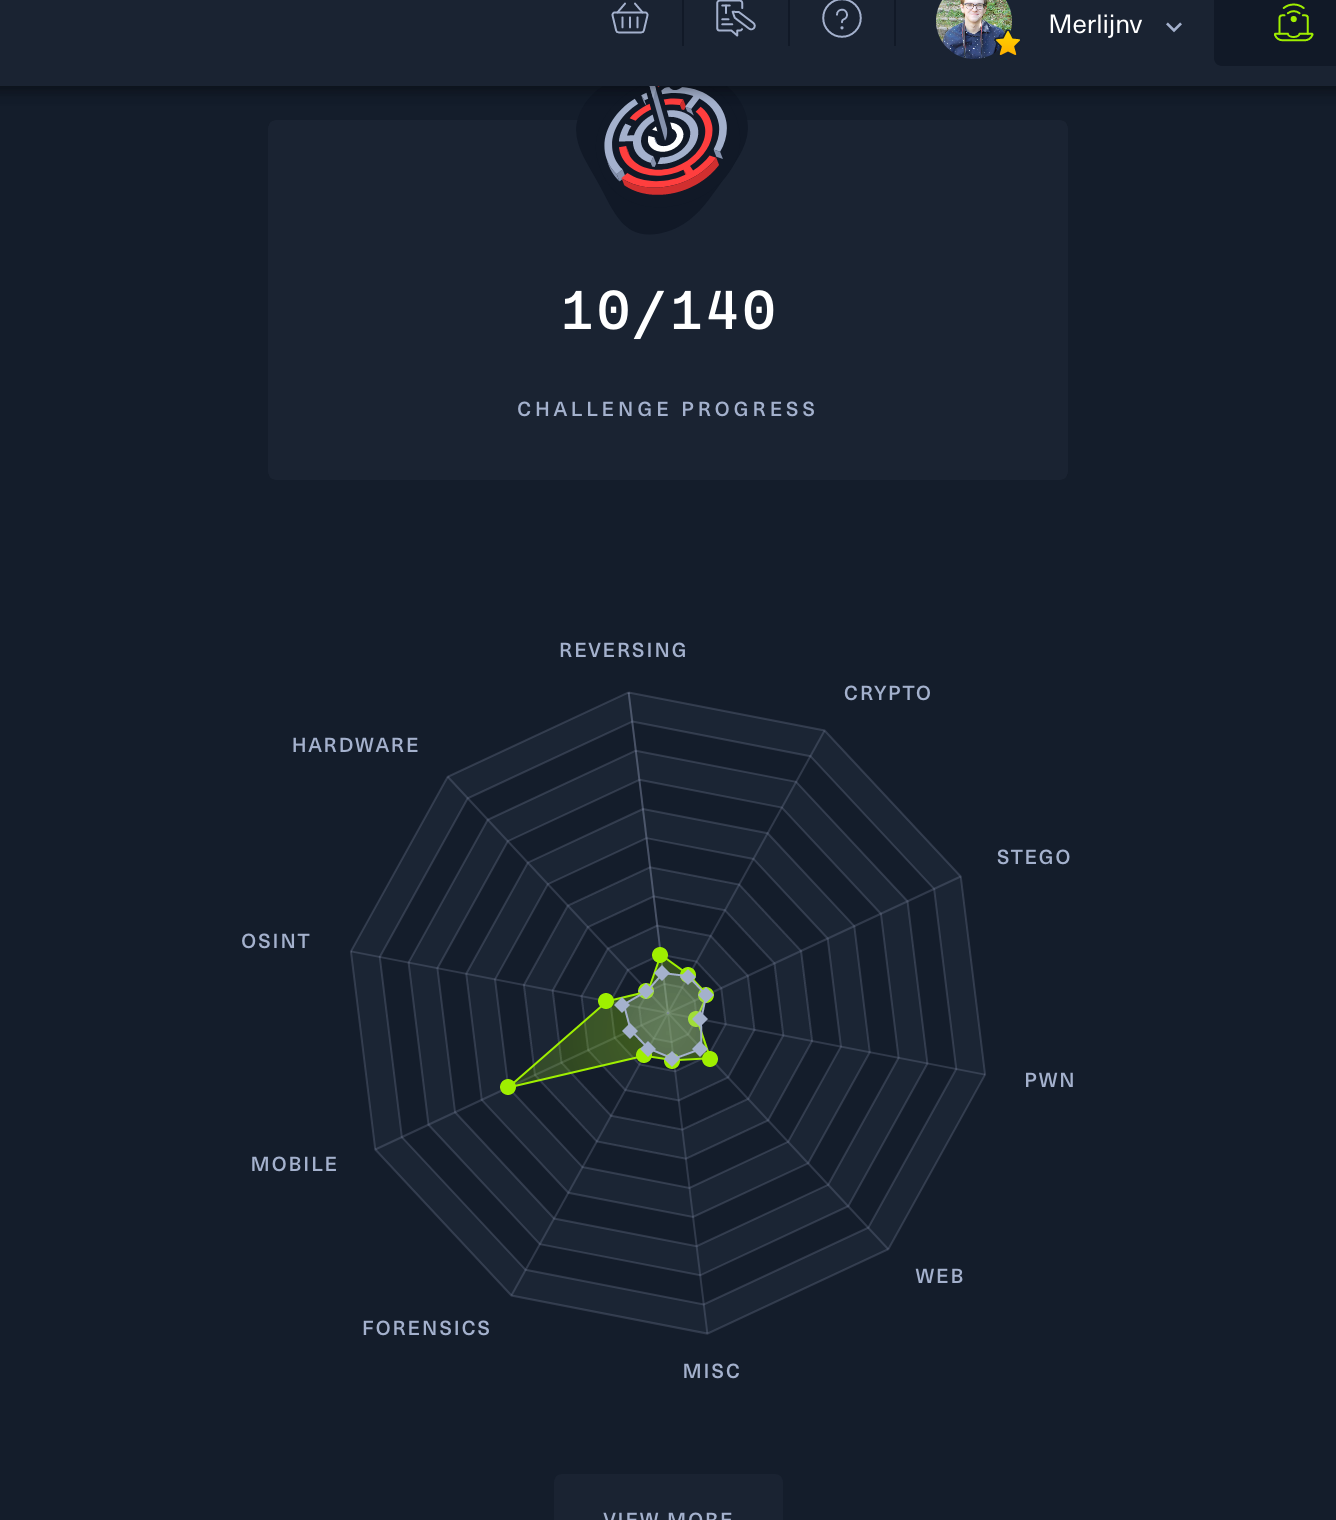 Merlijnv
10/140
CHALLENGE PROGRESS
REVERSING
CRYPTO
HARDWARE
STEGO
OSINT
PWN
MOBILE
WEB
FORENSICS
MISC
VIEW MORE